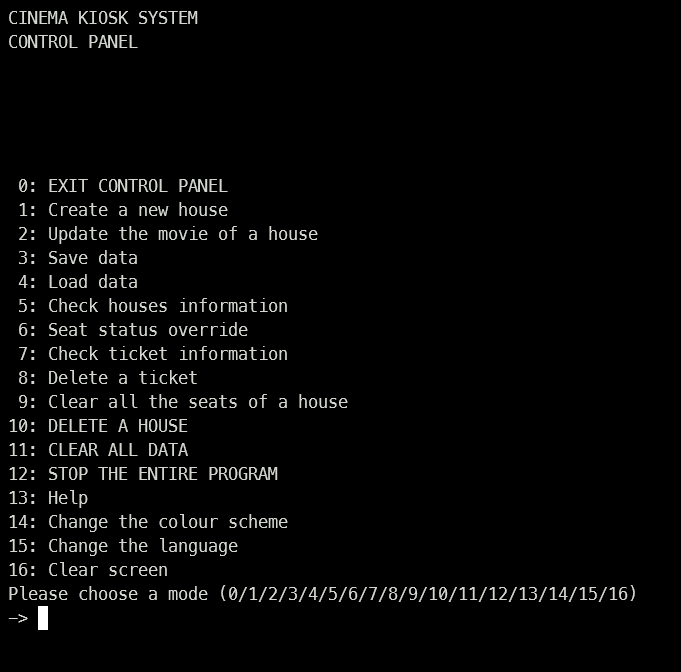 CINEMA KIOSK SYSTEM
CONTROL PANEL
0: EXIT CONTROL PANEL
1: Create a new house
2: Update the movie of a house
3: Save data
4: Load data
5: Check houses information
6: Seat status override
7: Check ticket information
8: Delete a ticket
9: Clear all the seats of a house
10: DELETE A HOUSE
11: CLEAR ALL DATA
12: STOP THE ENTIRE PROGRAM
13: Help
14: Change the colour scheme
15: Change the language
16: Clear screen
Please choose a mode (0/1/2/3/4/5/6/7/8/9/10/11/12/13/14/15/16)
->